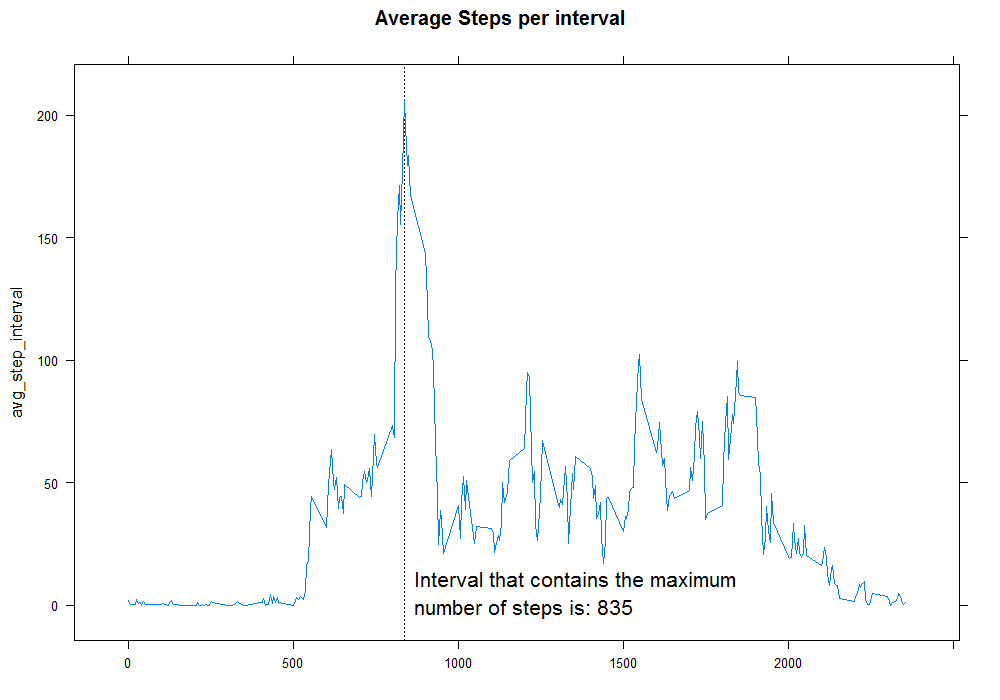 Average Steps per interval
avg_step_interval
200
150
100
50
0
Interval that contains the maximum
number of steps is: 835
0 500 1000 1500 2000